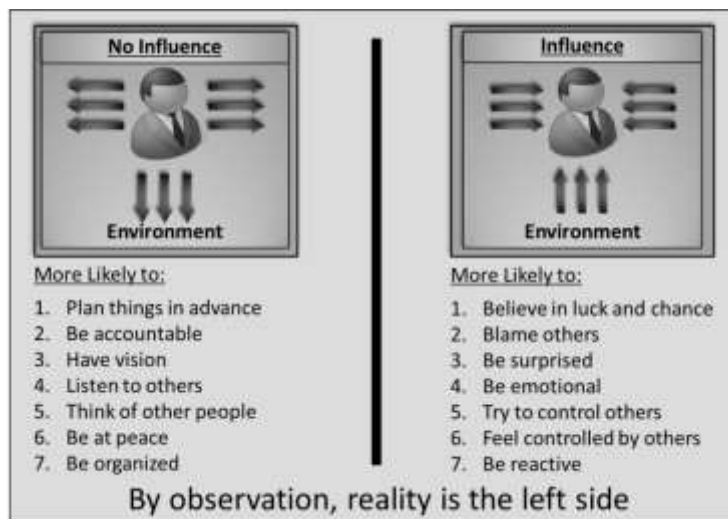 No Influence
Environment
More Likely to:
1. Plan things in advance
2. Be accountable
3. Have vision
4. Listen to others
5. Think of other people
6. Be at peace
7. Be organized
Influence
Environment
More Likely to:
1. Believe in luck and chance
2. Blame others
3. Be surprised
4. Be emotional
5. Try to control others
6. Feel controlled by others
7. Be reactive
By observation, reality is the left side